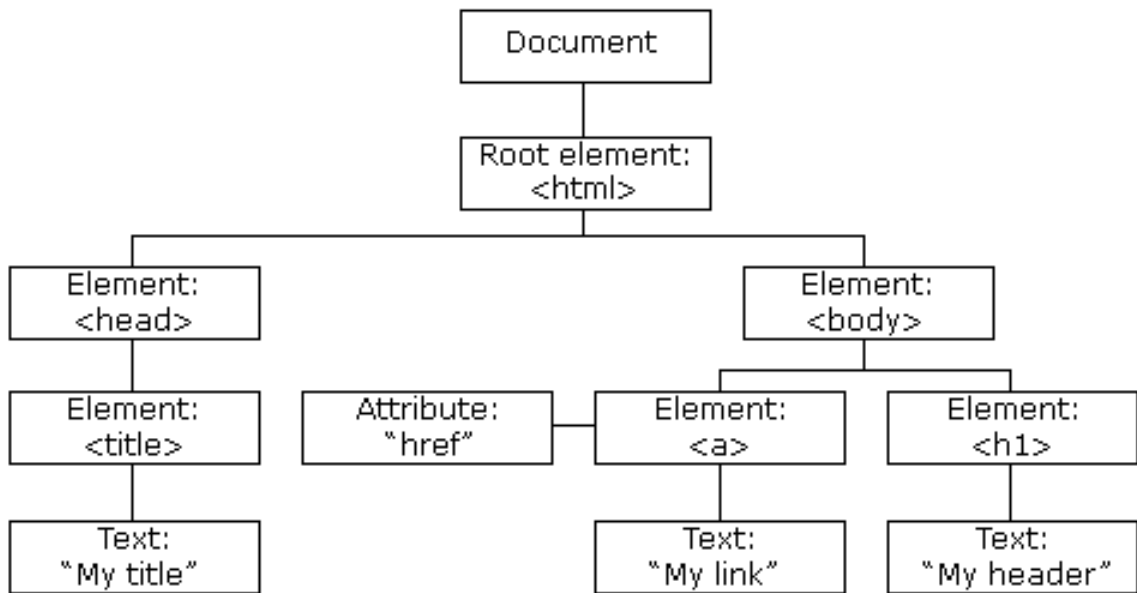 Document
Root element:
<html>
Element:
<head>
Element:
<body>
Element:
<title>
Attribute:
“href”
Element:
<a>
Element:
<h1>
Text:
“My title”
Text:
“My link”
Text:
“My header”